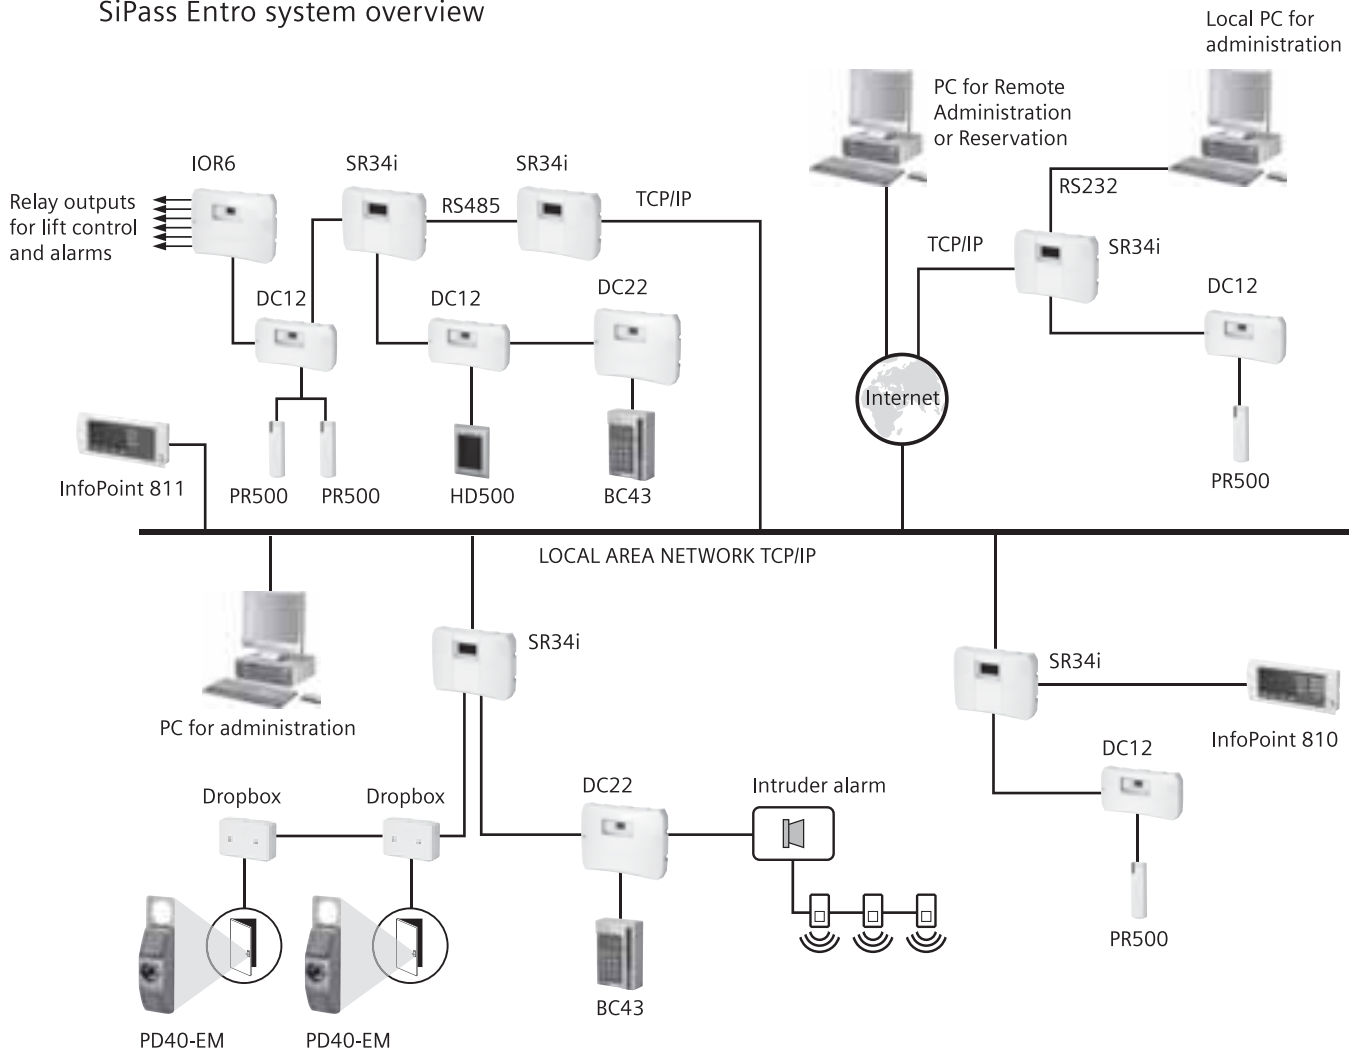 SiPass Entro system overview
Local PC for
administration
PC for Remote
Administration
or Reservation
IOR6
SR34i
SR34i
Relay outputs
for lift control
and alarms
RS485
TCP/IP
RS232
TCP/IP
SR34i
DC12
DC12
DC22
DC12
Internet
InfoPoint 811
PR500
PR500
HD500
BC43
PR500
LOCAL AREA NETWORK TCP/IP
SR34i
SR34i
PC for administration
InfoPoint 810
DC12
Dropbox
Dropbox
DC22
Intruder alarm
PR500
BC43
PD40-EM
PD40-EM